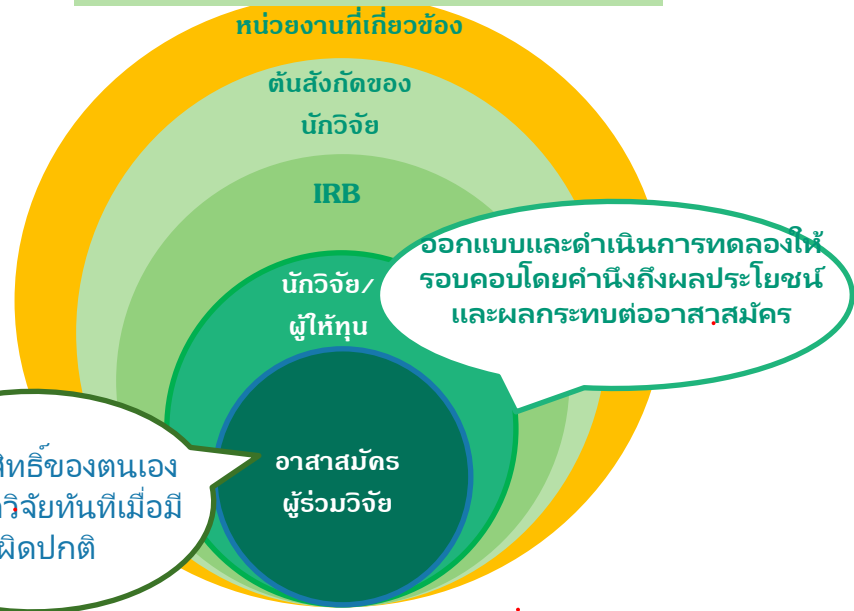 หน่วยงานที่เกี่ยวข้อง
ต้นสังกัดของ
นักวิจัย
IRB
นักวิจัย/
ผู้ให้ทุน
ออกแบบและดำเนินการทดลองให้
รอบคอบโดยคำนึงถึงผลประโยชน์
และผลกระทบต่ออาสาสมัคร
อาสาสมัคร
ผู้ร่วมวิจัย
สิทธิ์ของตนเอง
วิจัยทันทีเมื่อมี
ผิดปกติ